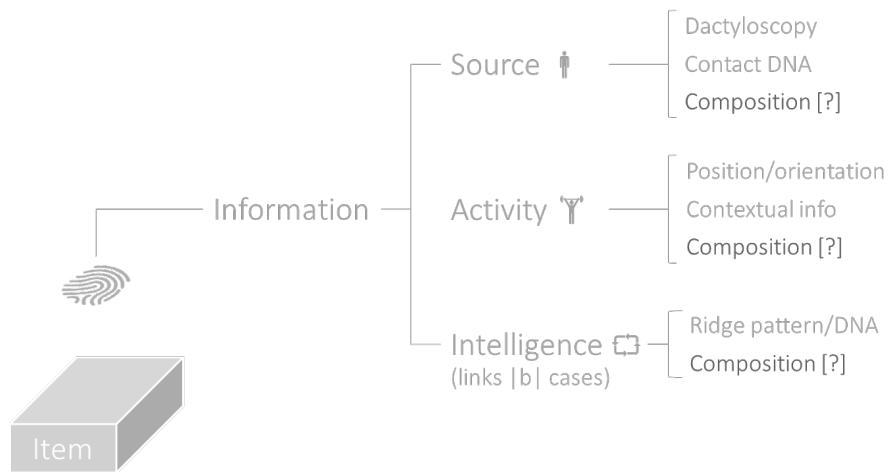 Dactyloscopy
Source
Contact DNA
Composition [?]
Position/orientation
Information
Activity
Contextual info
Composition [?]
Ridge pattern/DNA
Intelligence
(links |b| cases)
Composition [?]
Item